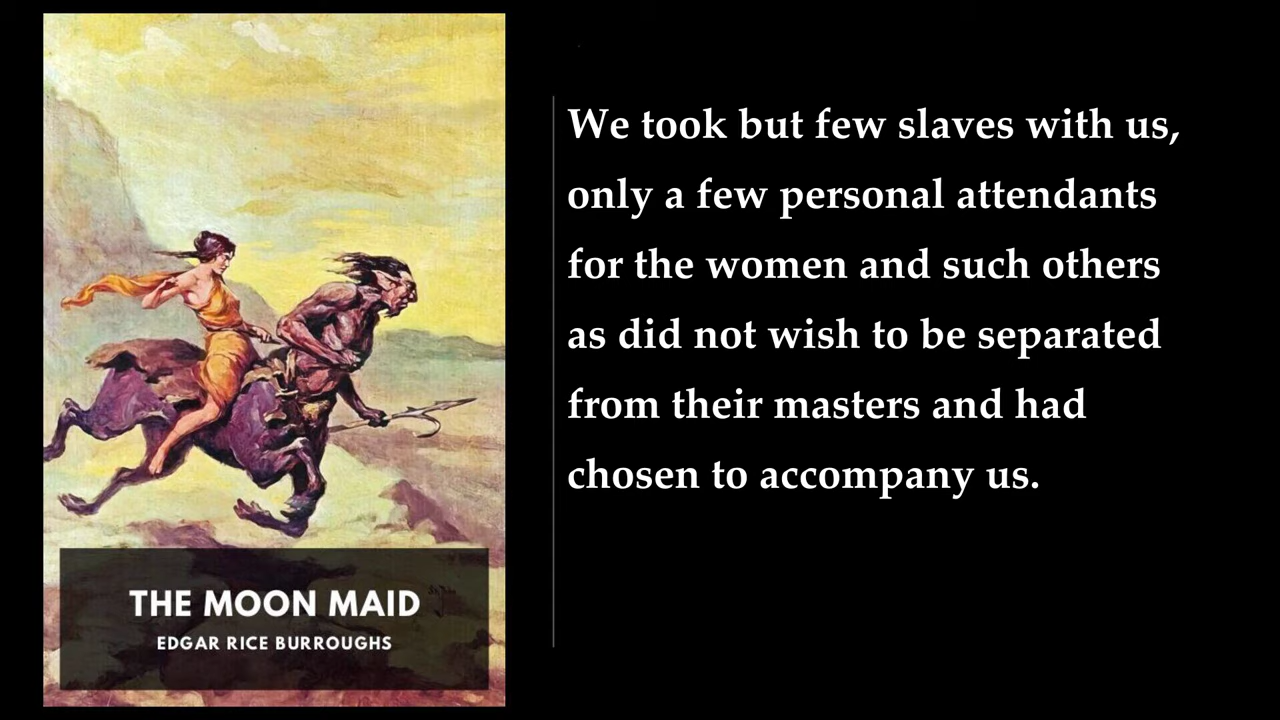 THE MOON MAID
EDGAR RICE BURROUGHS
We took but few slaves with us,
only a few personal attendants
for the women and such others
as did not wish to be separated
from their masters and had
chosen to accompany us.